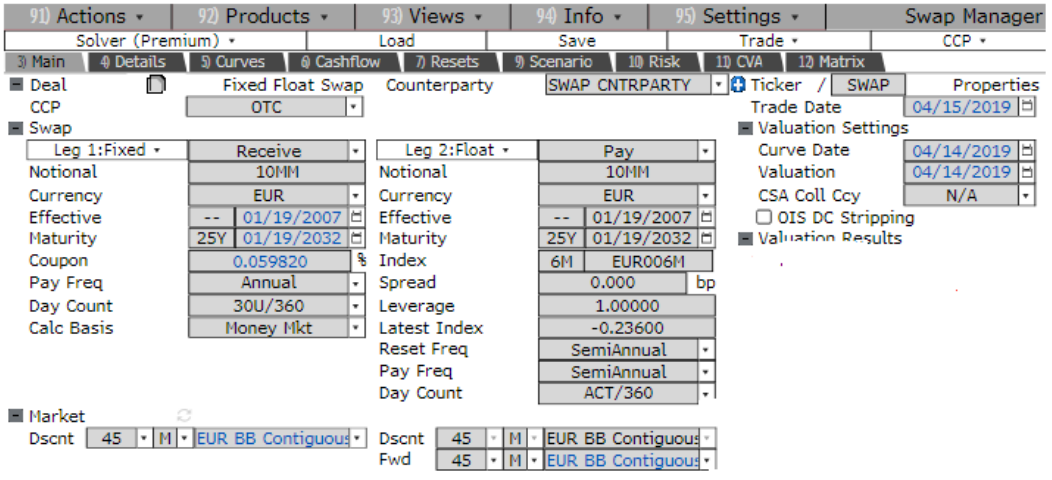 91) Actions 92) Products 93) Views 94) Info 95) Settings Swap Manager
Solver (Premium) Load Save Trade CCP
3) Main 4) Details 5) Curves 6) Cashflow 7) Resets 9) Scenario 10) Risk 11) CVA 12) Matrix
Deal Fixed Float Swap Counterparty SWAP CNTRPARTY Ticker / SWAP Properties
CCP OTC Trade Date 04/15/2019
Swap Valuation Settings
Leg 1:Fixed Receive Leg 2:Float Pay Curve Date 04/14/2019
Notional 10MM Notional 10MM Valuation 04/14/2019
Currency EUR Currency EUR CSA Coll Ccy N/A
Effective -- 01/19/2007 Effective -- 01/19/2007 OIS DC Stripping
Maturity 25Y 01/19/2032 Maturity 25Y 01/19/2032 Valuation Results
Coupon 0.059820 % Index 6M EUR006M
Pay Freq Annual Spread 0.000 bp
Day Count 30U/360 Leverage 1.00000
Calc Basis Money Mkt Latest Index -0.23600
Reset Freq SemiAnnual
Pay Freq SemiAnnual
Day Count ACT/360
Market
Dscnt 45 M EUR BB Contiguous Dscnt 45 M EUR BB Contiguous
Fwd 45 M EUR BB Contiguous